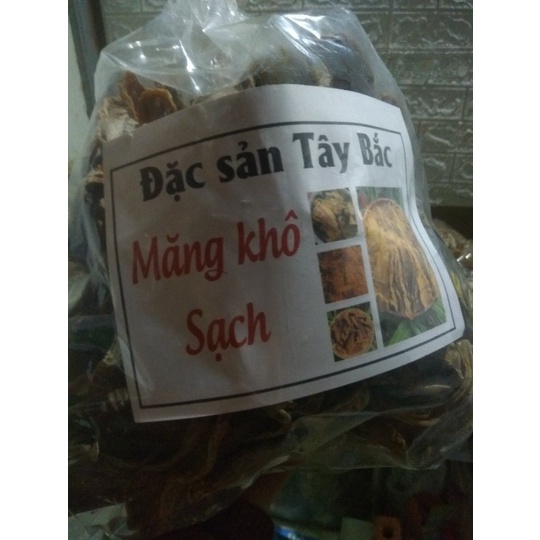 Đặc sản Tây Bắc
Măng khô
Sạch